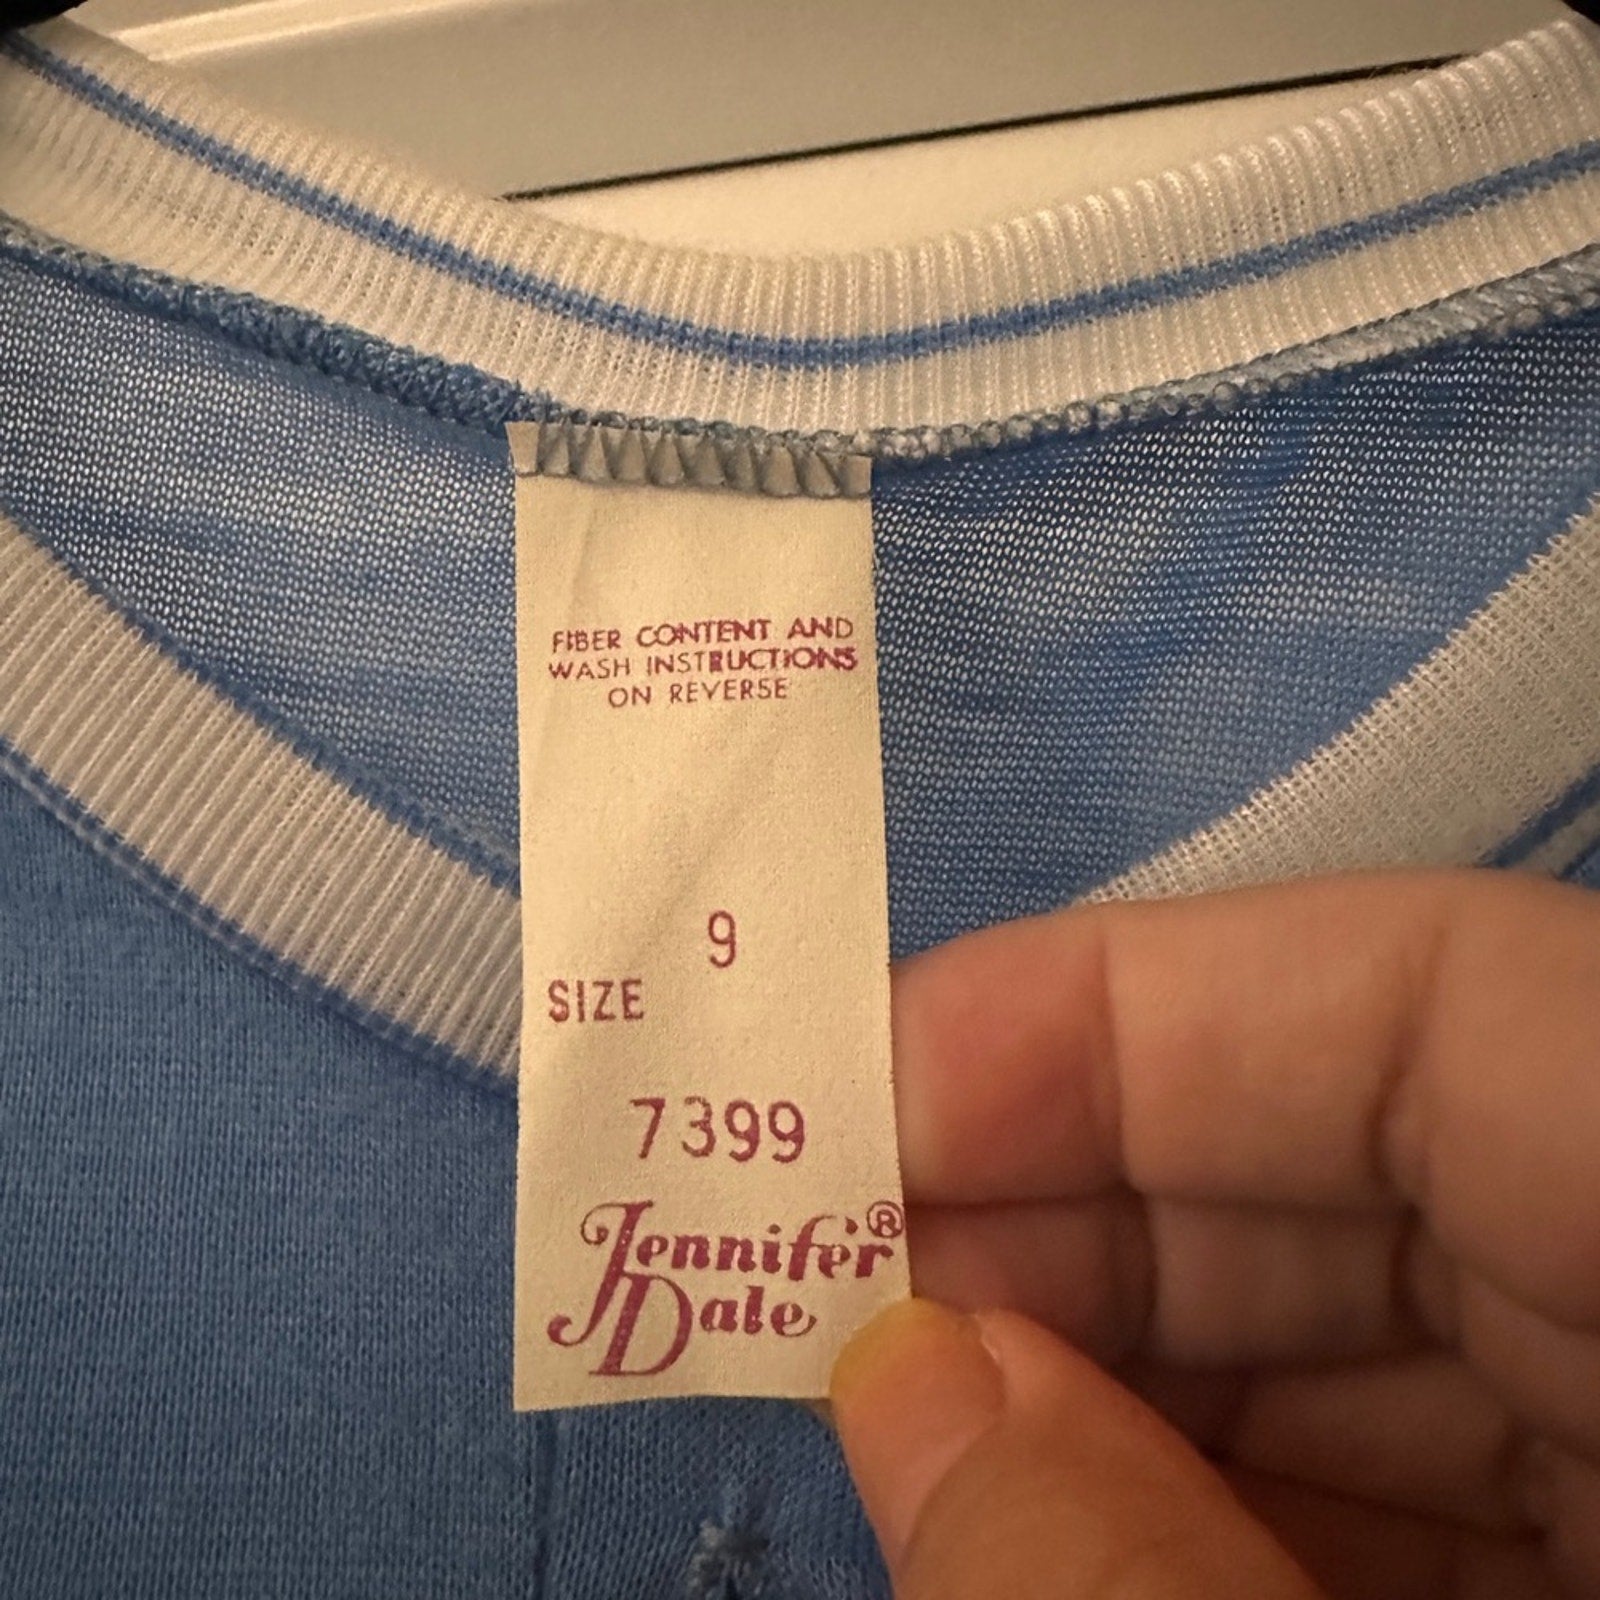 FIBER CONTENT AND
WASH INSTRUCTIONS
ON REVERSE
9
SIZE
7399
Jennifer®
Dale